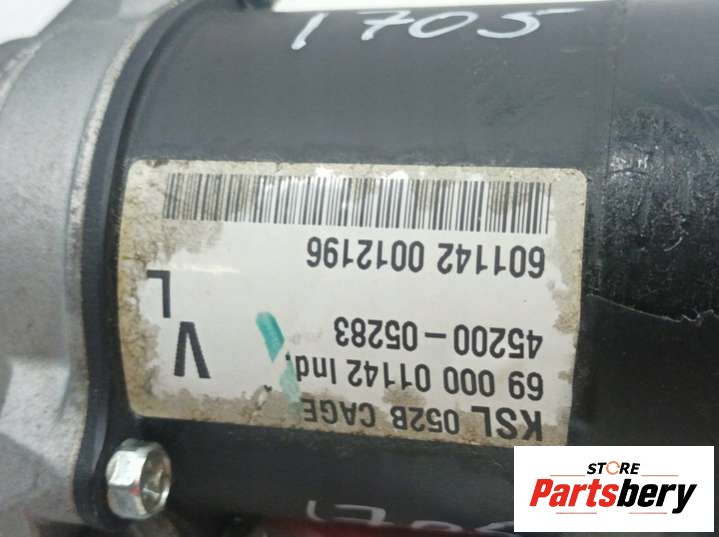 1705
KSL 052B CAGE
69 000 01142 Ind.
45200-05283
V
L
601142 0012196
STORE
Partsbery